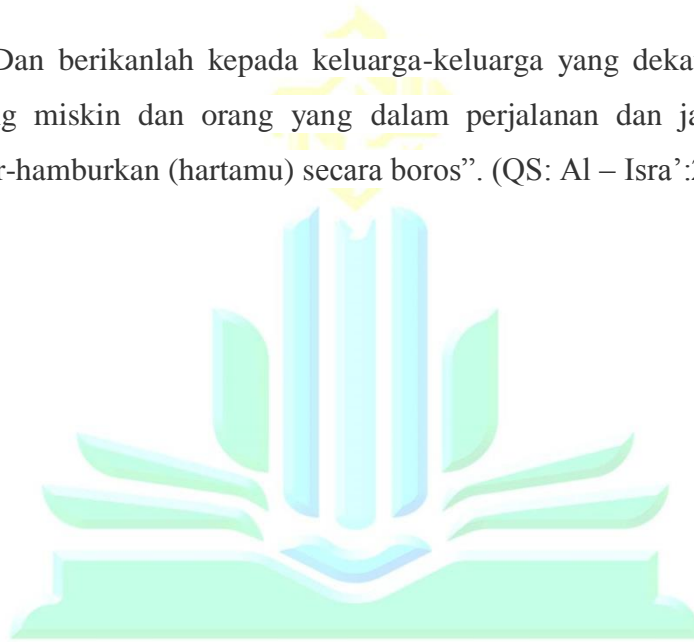 Dan berikanlah kepada keluarga-keluarga yang deka
g miskin dan orang yang dalam perjalanan dan ja
r-hamburkan (hartamu) secara boros”. (QS: Al – Isra’: